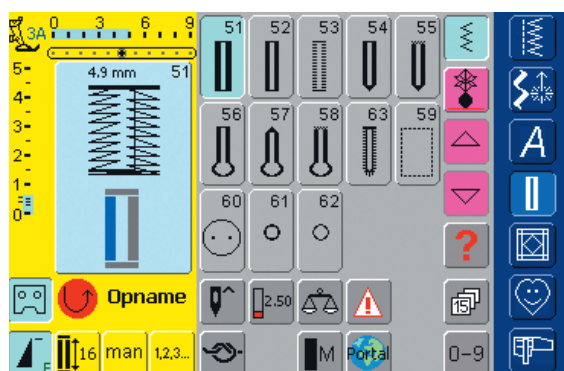 0 3 6 9
3A
5-
4-
3-
2-
1-
0-
4.9 mm 51
51 52 53 54 55
56 57 58 63 59
60 61 62
A
?
Opname
2.50
15
F
16
man
1,2,3...
M
Portal
0-9